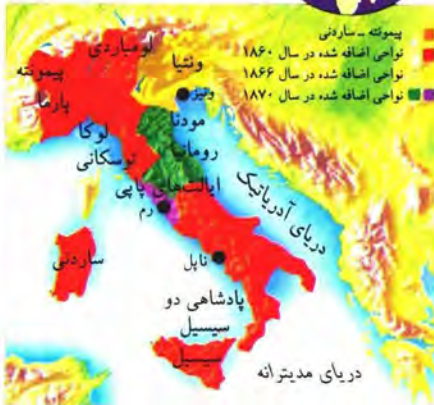 پیمونته - ساردنی
نواحی اضافه شده در سال ۱۸۶۰
نواحی اضافه شده در سال ۱۸۶۶
نواحی اضافه شده در سال ۱۸۷۰
لومباردی
ونتیا
پیمونته
ونیز
پارما
مودنا
لوکا
رومانیا
توسکانی
ایالت‌های پاپی
رم
دریای آدریاتیک
ساردنی
ناپل
پادشاهی دو
سیسیل
سیسیل
دریای مدیترانه